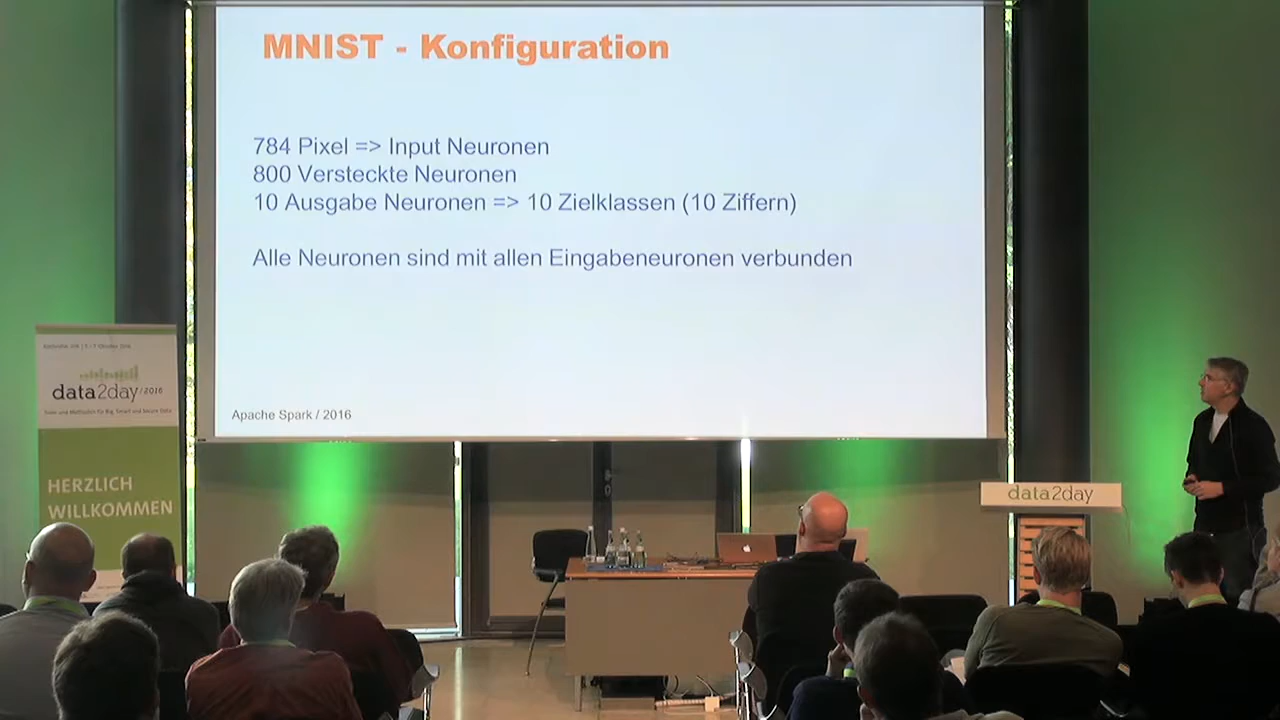 MNIST - Konfiguration
784 Pixel => Input Neuronen
800 Versteckte Neuronen
10 Ausgabe Neuronen => 10 Zielklassen (10 Ziffern)
Alle Neuronen sind mit allen Eingabeneuronen verbunden
Apache Spark / 2016
data2day/2016
HERZLICH
WILLKOMMEN
data2day